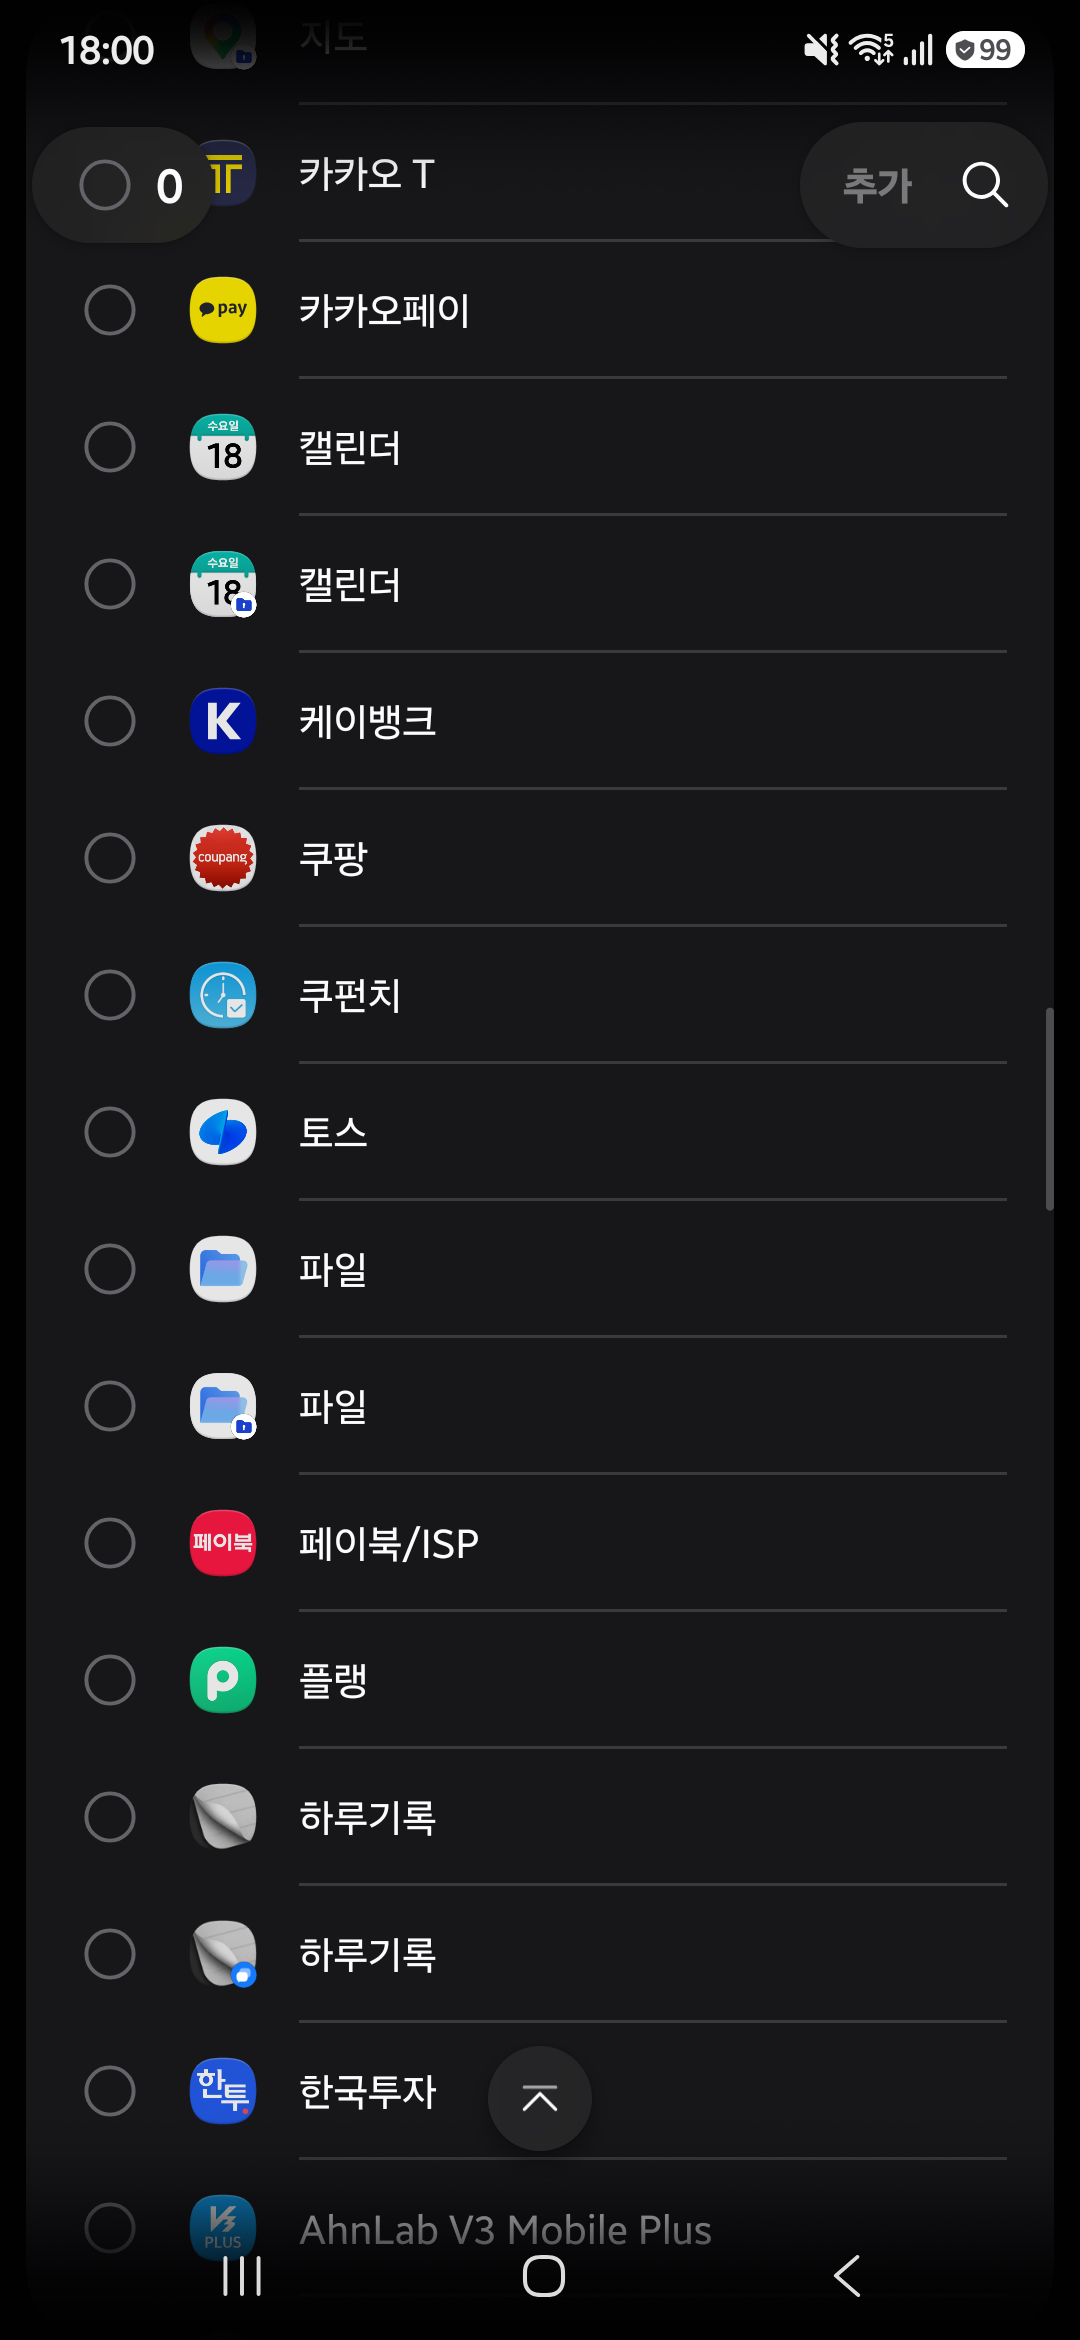 18:00
5
99
지도
0
카카오 T
추가
pay
카카오페이
수요일
18
캘린더
수요일
18
캘린더
K
케이뱅크
coupang
쿠팡
쿠펀치
토스
파일
파일
페이북
페이북/ISP
플랭
하루기록
하루기록
한투
한국투자
V3
PLUS
AhnLab V3 Mobile Plus